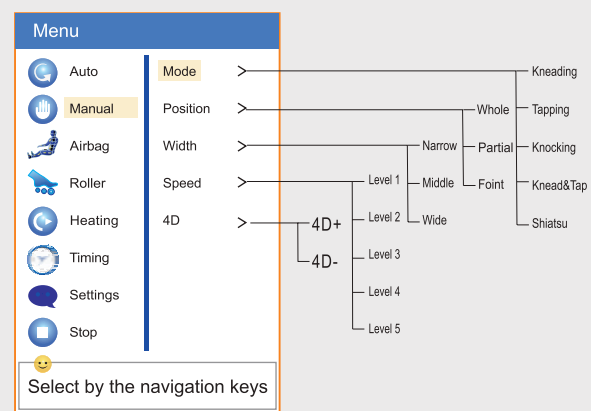 Menu
Auto
Manual
Airbag
Roller
Heating
Timing
Settings
Stop
Mode
Position
Width
Speed
4D
4D+
4D-
Level 1
Level 2
Level 3
Level 4
Level 5
Narrow
Middle
Wide
Whole
Partial
Foint
Kneading
Tapping
Knocking
Knead&Tap
Shiatsu
Select by the navigation keys